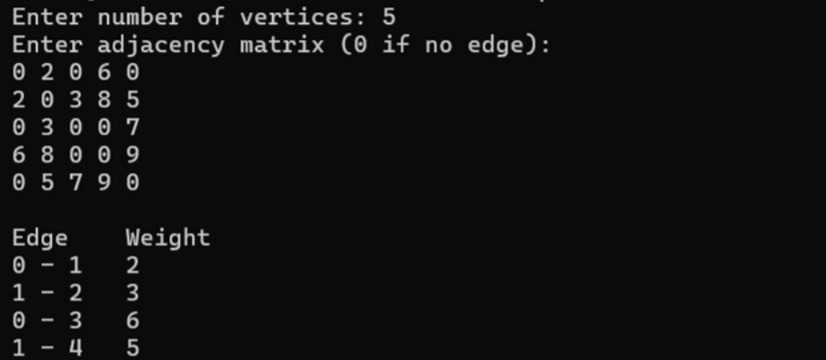 Enter number of vertices: 5
Enter adjacency matrix (0 if no edge):
0 2 0 6 0
2 0 3 8 5
0 3 0 0 7
6 8 0 0 9
0 5 7 9 0
Edge    Weight
0 - 1   2
1 - 2   3
0 - 3   6
1 - 4   5